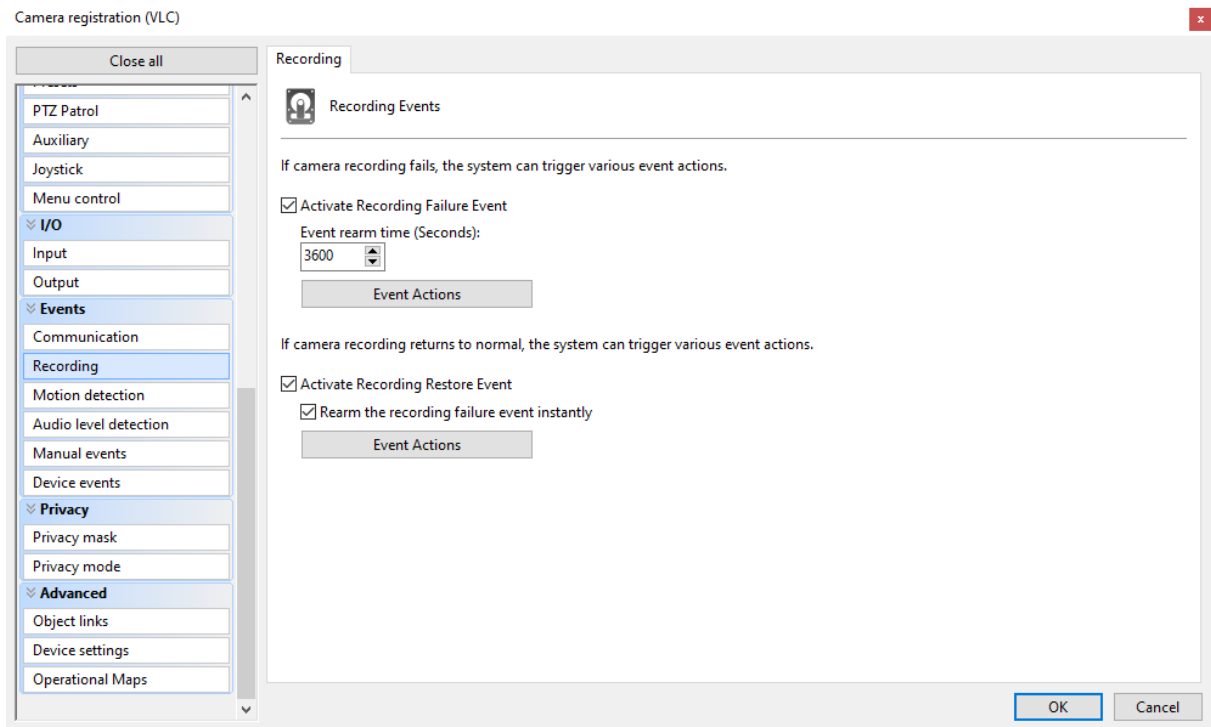 Camera registration (VLC)
x
Close all
PTZ Patrol
Auxiliary
Joystick
Menu control
I/O
Input
Output
Events
Communication
Recording
Motion detection
Audio level detection
Manual events
Device events
Privacy
Privacy mask
Privacy mode
Advanced
Object links
Device settings
Operational Maps
Recording
Recording Events
If camera recording fails, the system can trigger various event actions.
Activate Recording Failure Event
Event rearm time (Seconds):
3600
Event Actions
If camera recording returns to normal, the system can trigger various event actions.
Activate Recording Restore Event
Rearm the recording failure event instantly
Event Actions
OK
Cancel